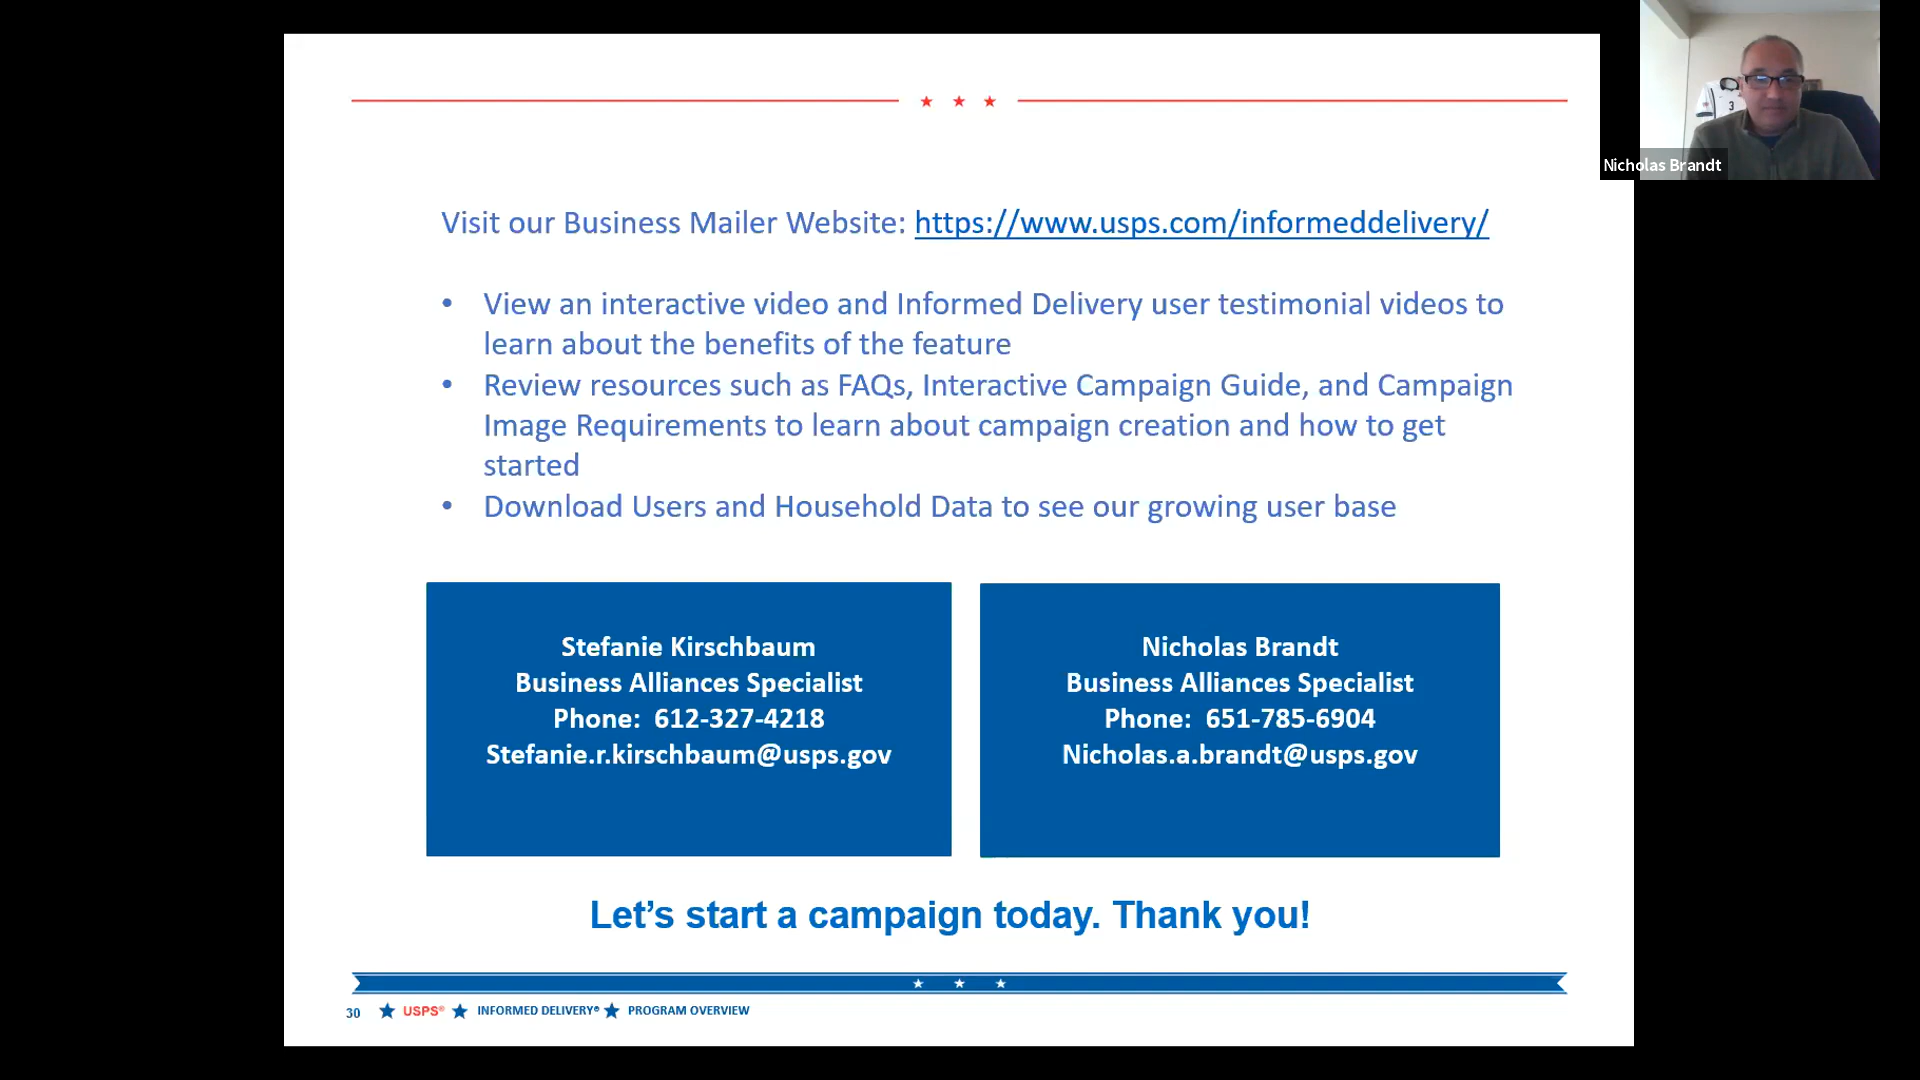 Nicholas Brandt
3
Visit our Business Mailer Website: https://www.usps.com/informeddelivery/
• View an interactive video and Informed Delivery user testimonial videos to
learn about the benefits of the feature
• Review resources such as FAQs, Interactive Campaign Guide, and Campaign
Image Requirements to learn about campaign creation and how to get
started
• Download Users and Household Data to see our growing user base
Stefanie Kirschbaum
Business Alliances Specialist
Phone: 612-327-4218
Stefanie.r.kirschbaum@usps.gov
Nicholas Brandt
Business Alliances Specialist
Phone: 651-785-6904
Nicholas.a.brandt@usps.gov
Let’s start a campaign today. Thank you!
30 USPS® INFORMED DELIVERY® PROGRAM OVERVIEW